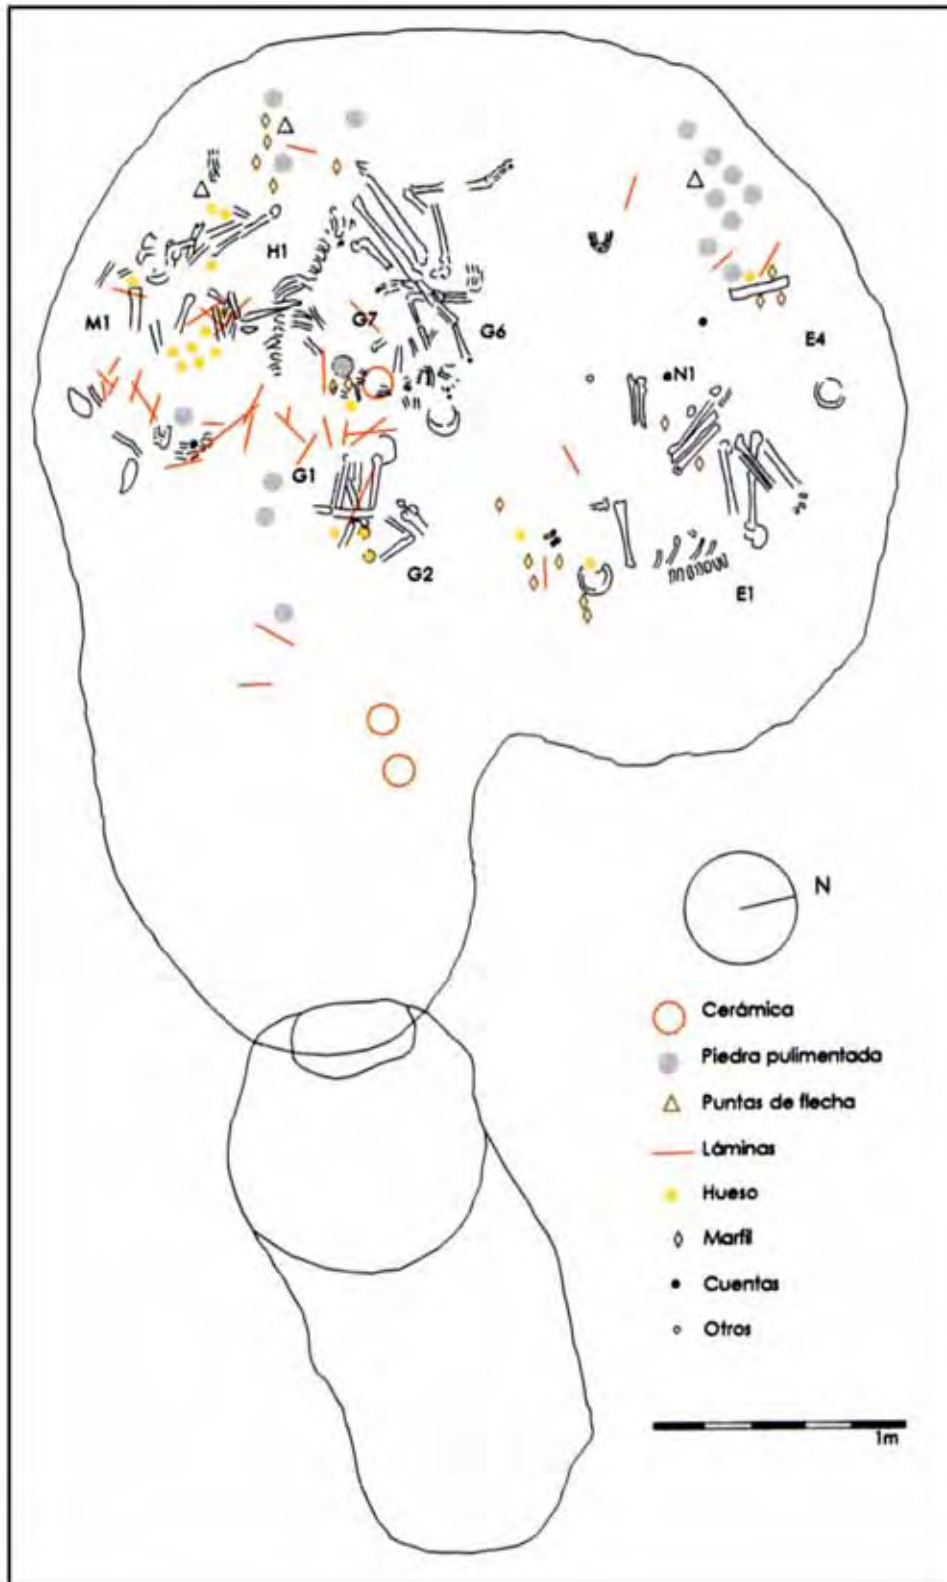 H1
M1
G7
G6
E4
N1
G1
G2
E1
N
Cerámica
Piedra pulimentada
Puntas de flecha
Láminas
Hueso
Marfil
Cuentas
Otros
1m